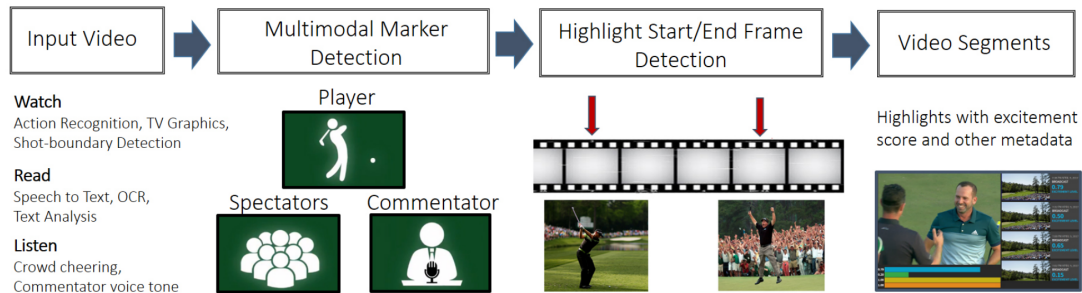 Input Video
Multimodal Marker
Detection
Highlight Start/End Frame
Detection
Video Segments
Watch
Action Recognition, TV Graphics,
Shot-boundary Detection
Read
Speech to Text, OCR,
Text Analysis
Listen
Crowd cheering,
Commentator voice tone
Player
Spectators
Commentator
Highlights with excitement
score and other metadata